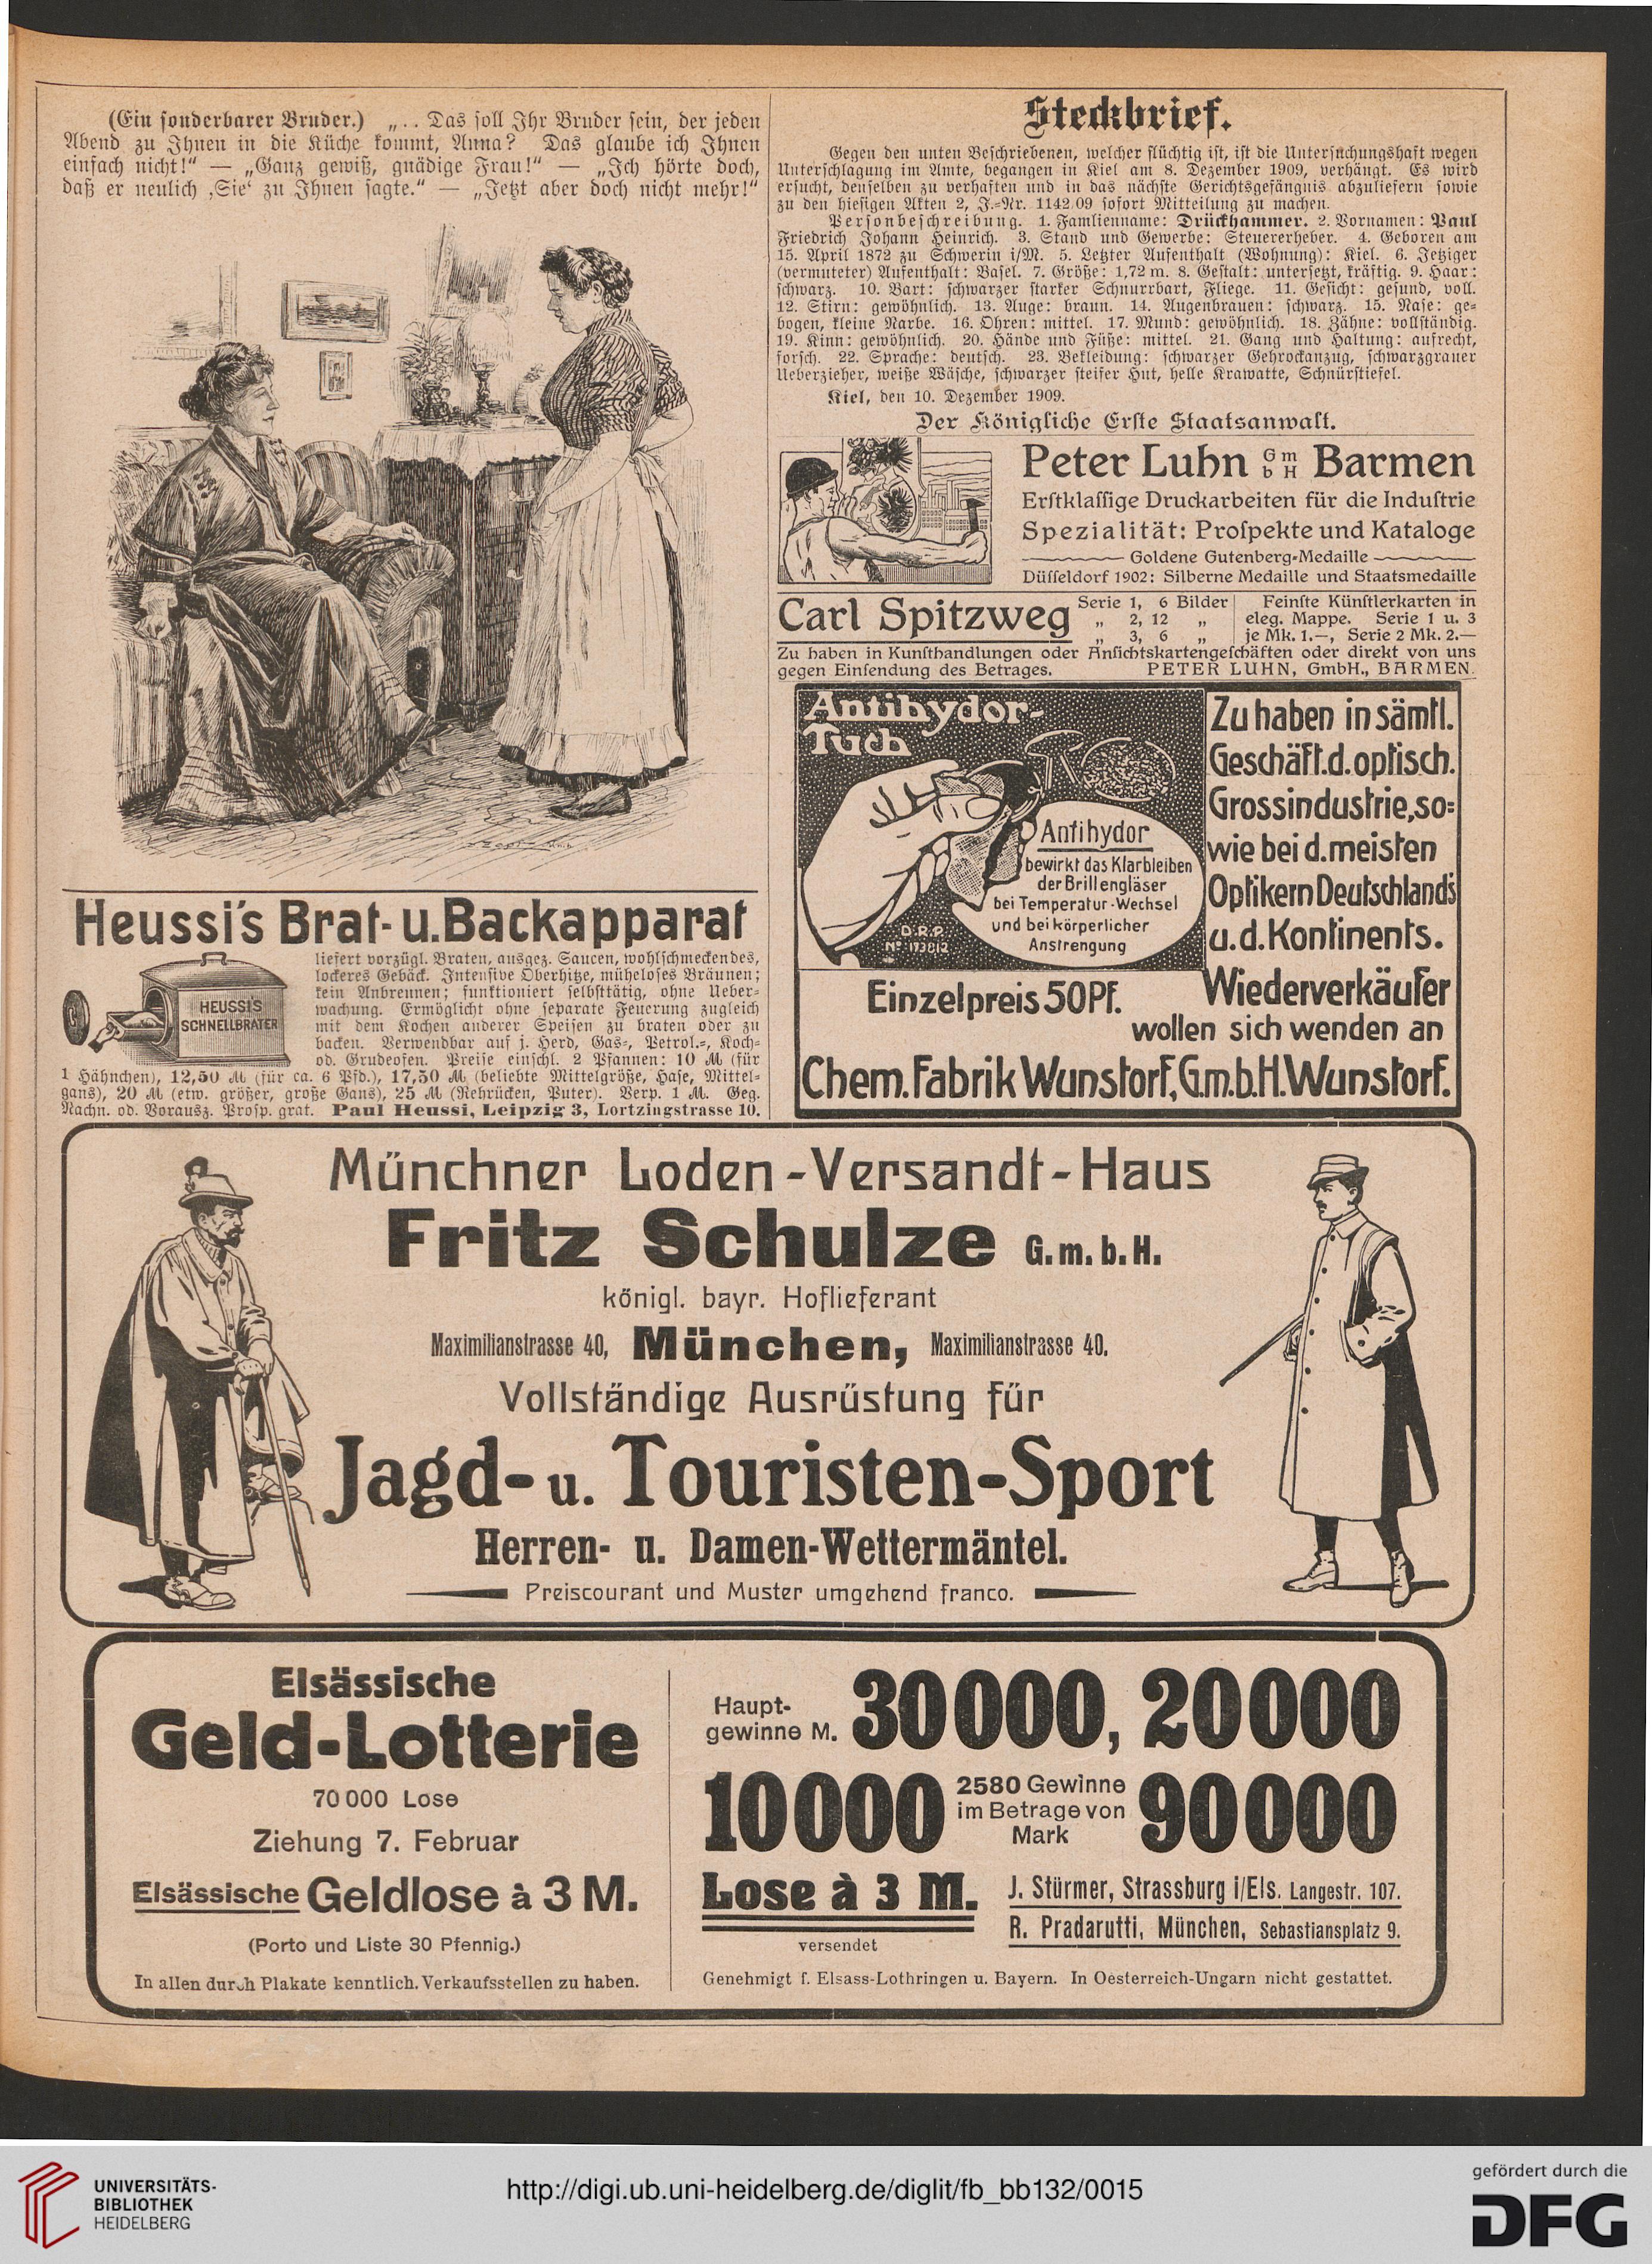 (Ein sonderbarer Bruder.) „.. Das soll Ihr Bruder sein, der jeden
Abend zu Ihnen in die Küche kommt, Anna? Das glaube ich Ihnen
einfach nicht!“ — „Ganz gewiß, gnädige Frau!“ — „Ich hörte doch,
daß er neulich ‚Sie‘ zu Ihnen sagte.“ — „Jetzt aber doch nicht mehr!“
Heussi's Brat- u. Backapparat
HEUSSI'S
SCHNELLBRATER
liefert vorzügl. Braten, ausgez. Saucen, wohlschmeckendes,
lockeres Gebäck. Intensive Oberhitze, müheloses Bräunen;
kein Anbrennen; funktioniert selbsttätig, ohne Ueber-
wachung. Ermöglicht ohne separate Feuerung zugleich
mit dem Kochen anderer Speisen zu braten oder zu
backen. Verwendbar auf j. Herd, Gas-, Petrol.-, Koch-
od. Grudeofen. Preise einschl. 2 Pfannen: 10 M (für
1 Hähnchen), 12,50 M (für ca. 6 Pfd.), 17,50 M (beliebte Mittelgröße, Hase, Mittel-
gans), 20 M (etw. größer, große Gans), 25 M (Rehrücken, Puter). Verp. 1 M. Geg.
Nachn. od. Vorausz. Prosp. grat. Paul Heussi, Leipzig 3, Lortzingstrasse 10.
Steckbrief.
Gegen den unten Beschriebenen, welcher flüchtig ist, ist die Untersuchungshaft wegen
Unterschlagung im Amte, begangen in Kiel am 8. Dezember 1909, verhängt. Es wird
ersucht, denselben zu verhaften und in das nächste Gerichtsgefängnis abzuliefern sowie
zu den hiesigen Akten 2, J.-Nr. 1142 09 sofort Mitteilung zu machen.
Personbeschreibung. 1. Famlienname: Drückhammer. 2. Vornamen: Paul
Friedrich Johann Heinrich. 3. Stand und Gewerbe: Steuererheber. 4. Geboren am
15. April 1872 zu Schwerin i/M. 5. Letzter Aufenthalt (Wohnung): Kiel. 6. Jetziger
(vermuteter) Aufenthalt: Basel. 7. Größe: 1,72 m. 8. Gestalt: untersetzt, kräftig. 9. Haar:
schwarz. 10. Bart: schwarzer starker Schnurrbart, Fliege. 11. Gesicht: gesund, voll.
12. Stirn: gewöhnlich. 13. Auge: braun. 14. Augenbrauen: schwarz. 15. Nase: ge-
bogen, kleine Narbe. 16. Ohren: mittel. 17. Mund: gewöhnlich. 18. Zähne: vollständig.
19. Kinn: gewöhnlich. 20. Hände und Füße: mittel. 21. Gang und Haltung: aufrecht,
forsch. 22. Sprache: deutsch. 23. Bekleidung: schwarzer Gehrockanzug, schwarzgrauer
Ueberzieher, weiße Wäsche, schwarzer steifer Hut, helle Krawatte, Schnürstiefel.
Kiel, den 10. Dezember 1909.
Der Königliche Erste Staatsanwalt.
Peter Luhn G m b H Barmen
Erstklassige Druckarbeiten für die Industrie
Spezialität: Prospekte und Kataloge
Goldene Gutenberg-Medaille
Düsseldorf 1902: Silberne Medaille und Staatsmedaille
Carl Spitzweg
Serie 1, 6 Bilder
„ 2, 12 „
„ 3, 6 „
Feinste Künstlerkarten in
eleg. Mappe. Serie 1 u. 3
je Mk. 1.—, Serie 2 Mk. 2.—
Zu haben in Kunsthandlungen oder Ansichtskartengeschäften oder direkt von uns
gegen Einsendung des Betrages. PETER LUHN, GmbH., BARMEN.
Antihydor-
Tuch
Antihydor
bewirkt das Klarbleiben
der Brillengläser
bei Temperatur-Wechsel
und bei körperlicher
Anstrengung
D.R.P.
Zu haben in sämtl.
Geschäft.d.optisch.
Grossindustrie, so-
wie bei d. meisten
Optikern Deutschlands
u.d. Kontinents.
Einzelpreis 50Pf.
Wiederverkäufer
wollen sich wenden an
Chem. Fabrik Wunstorf, G.m.b.H. Wunstorf.
Münchner Loden-Versandt-Haus
Fritz Schulze G.m.b.H.
königl. bayr. Hoflieferant
Maximilianstrasse 40, München, Maximilianstrasse 40.
Vollständige Ausrüstung für
Jagd- u. Touristen-Sport
Herren- u. Damen-Wettermäntel.
Preiscourant und Muster umgehend franco.
Elsässische
Geld-Lotterie
70 000 Lose
Ziehung 7. Februar
Elsässische Geldlose à 3 M.
(Porto und Liste 30 Pfennig.)
In allen durch Plakate kenntlich. Verkaufsstellen zu haben.
Haupt-
gewinne M. 30 000, 20 000
10 000 2580 Gewinne
im Betrage von
Mark 90 000
Lose à 3 M.
versendet
J. Stürmer, Strassburg i/Els. Langestr. 107.
R. Pradarutti, München, Sebastiansplatz 9.
Genehmigt f. Elsass-Lothringen u. Bayern. In Oesterreich-Ungarn nicht gestattet.
UNIVERSITÄTS-
BIBLIOTHEK
HEIDELBERG
http://digi.ub.uni-heidelberg.de/diglit/fb_bb132/0015
gefördert durch die
DFG